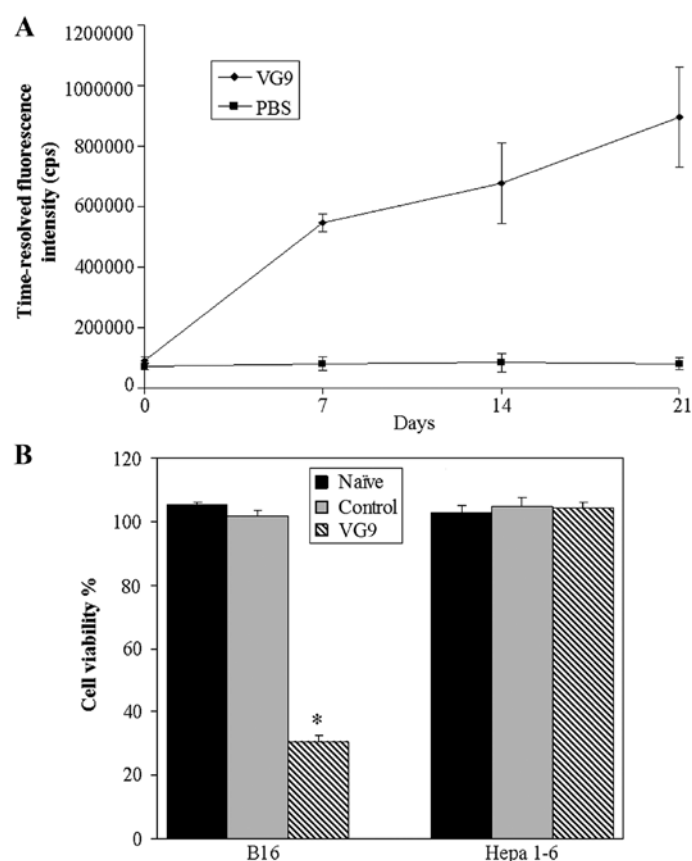 A
Time-resolved fluorescence
intensity (cps)
1200000
1000000
800000
600000
400000
200000
0
VG9
PBS
0 7 14 21
Days
B
Cell viability %
120
100
80
60
40
20
0
Naïve
Control
VG9
*
B16 Hepa 1-6